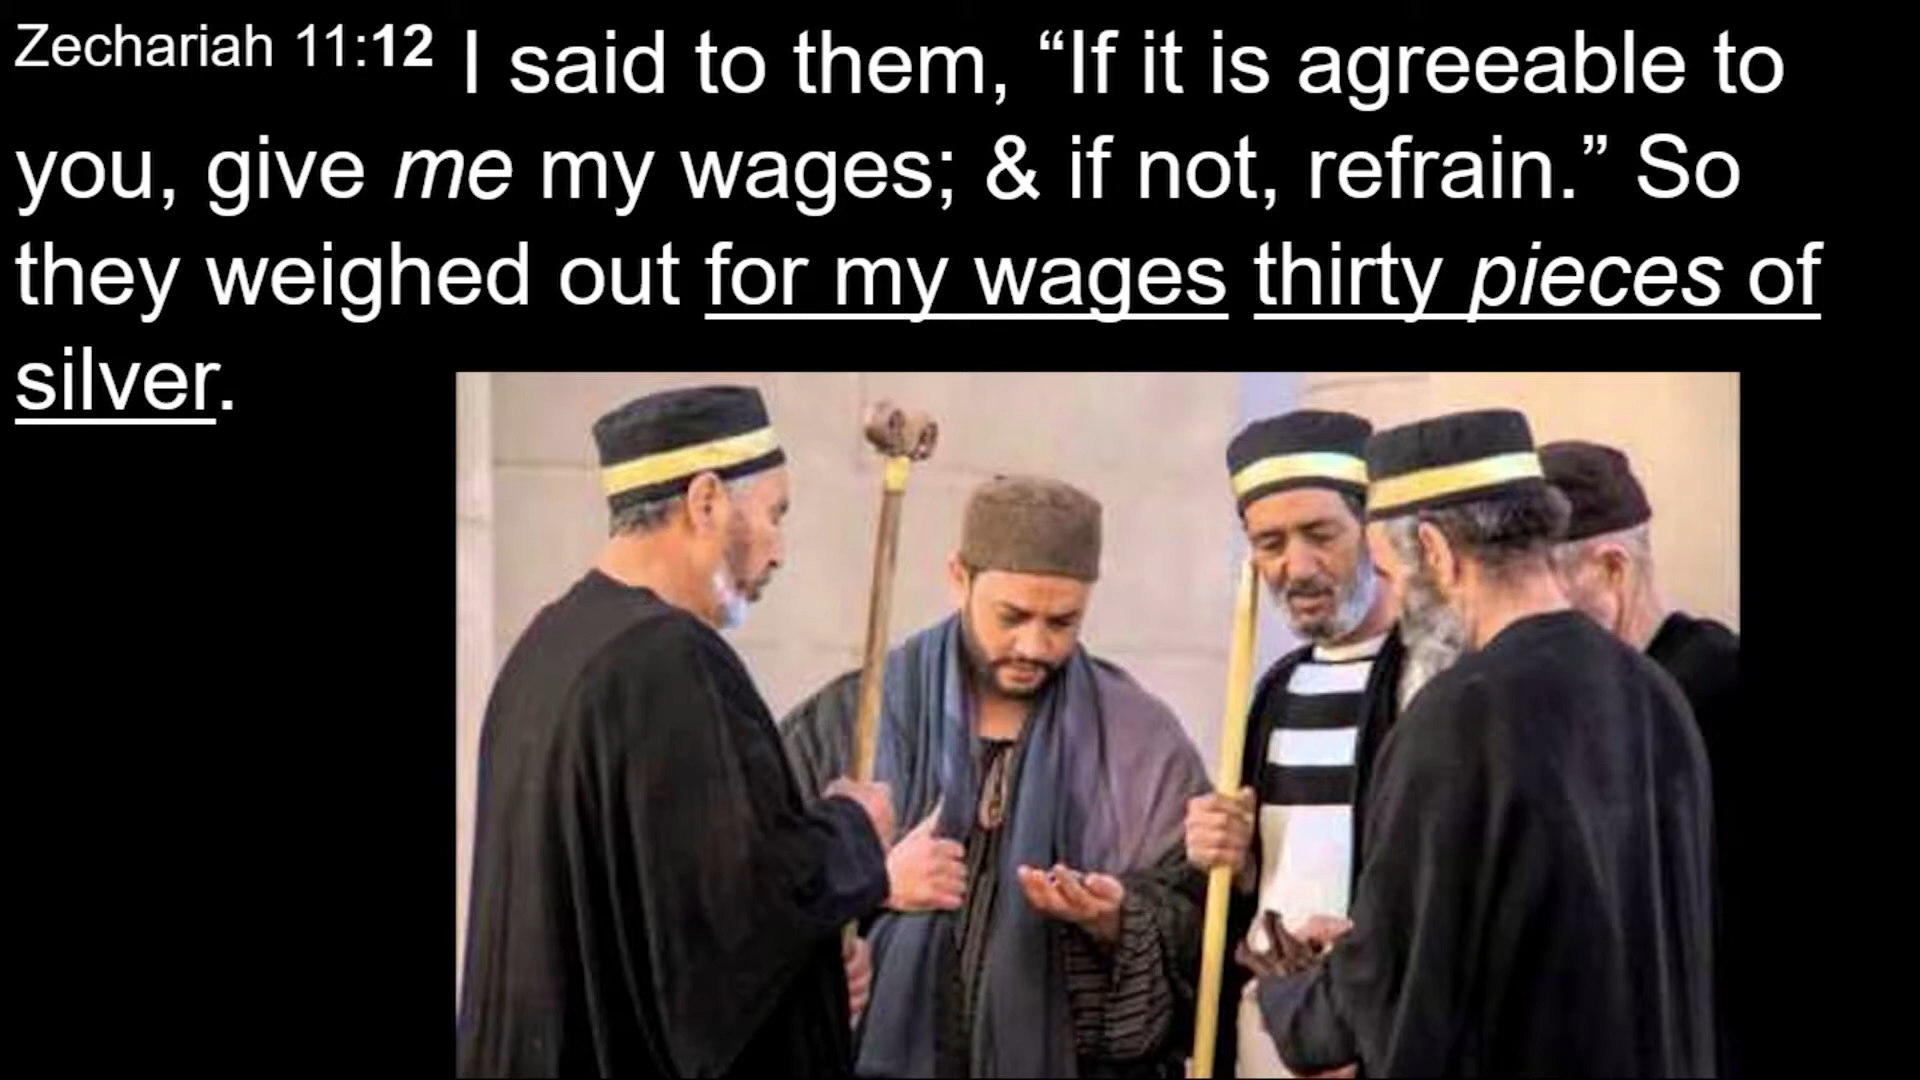 Zechariah 11:12 I said to them, “If it is agreeable to
you, give me my wages; & if not, refrain.” So
they weighed out for my wages thirty pieces of
silver.